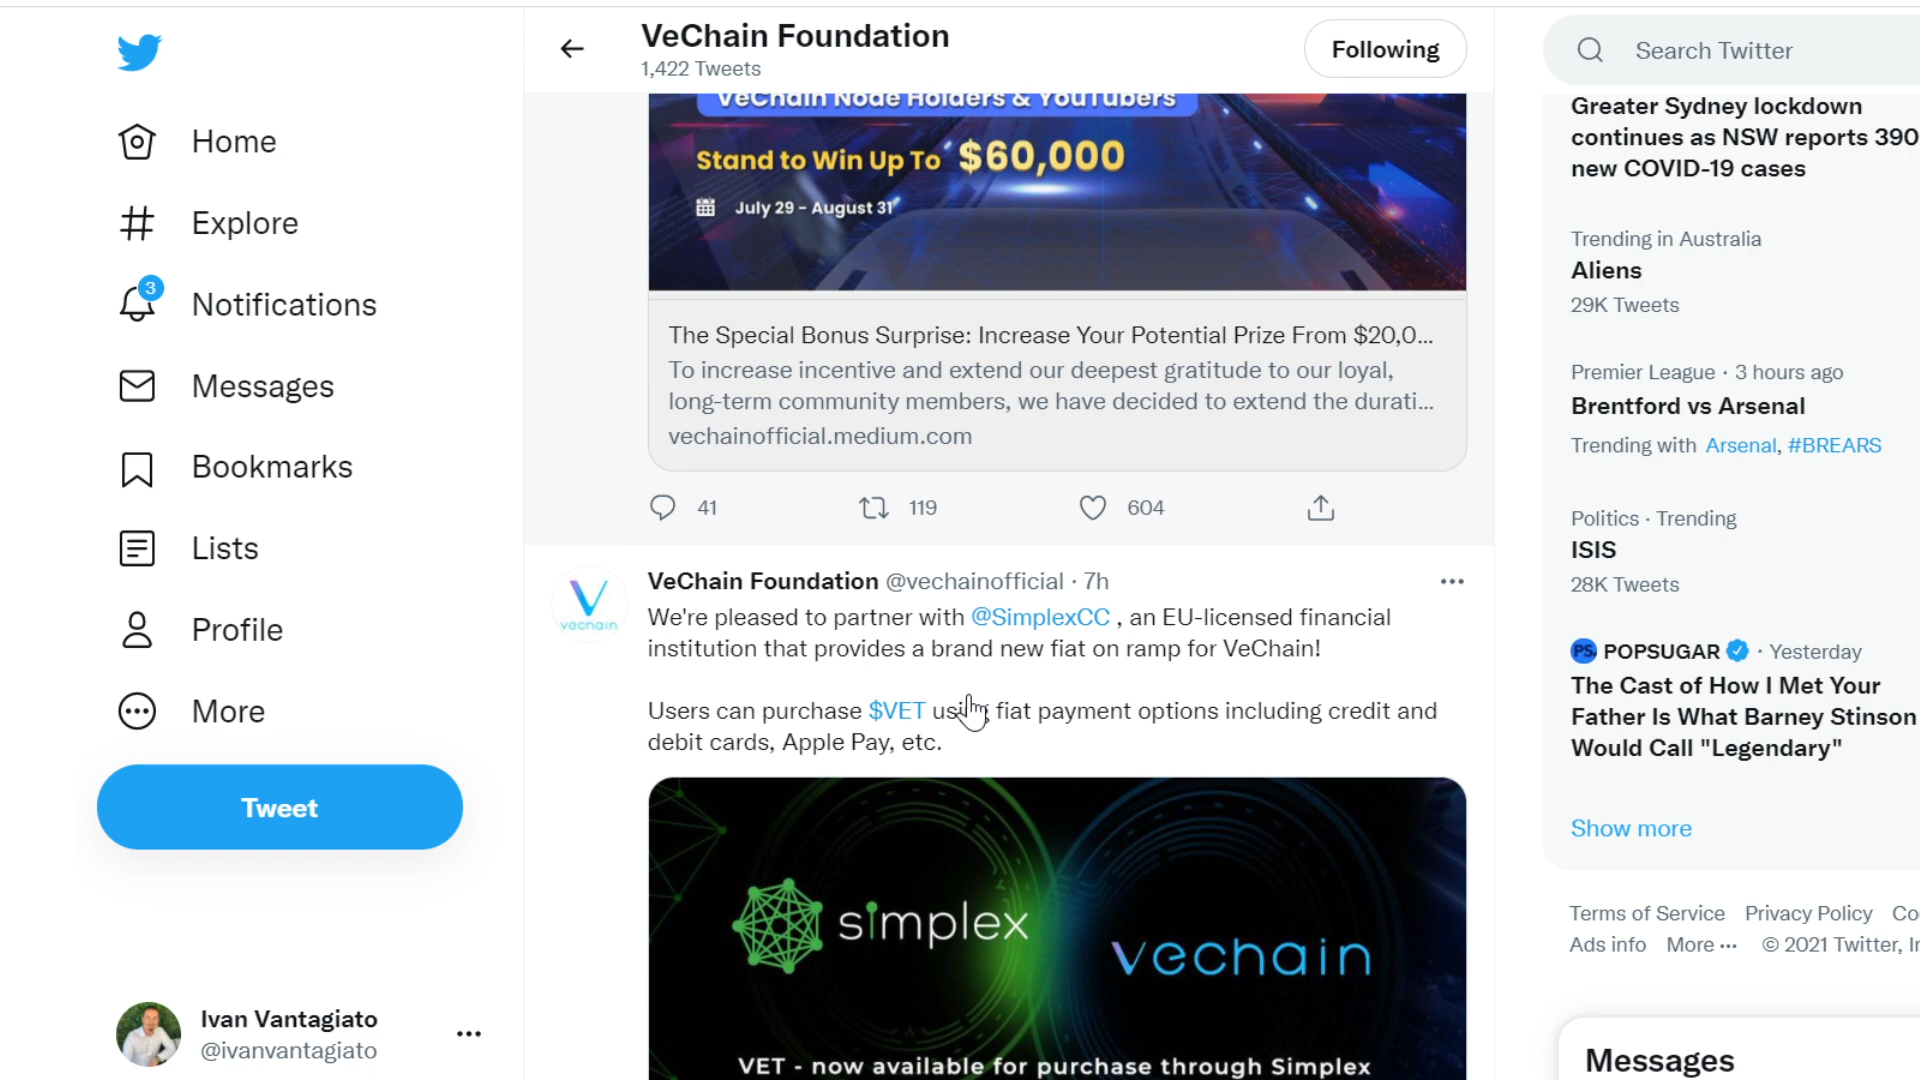 Home
Explore
3
Notifications
Messages
Bookmarks
Lists
Profile
More
Tweet
Ivan Vantagiato
@ivanvantagiato
VeChain Foundation
1,422 Tweets
Following
VeChain Node Holders & YouTubers
Stand to Win Up To $60,000
July 29 - August 31
The Special Bonus Surprise: Increase Your Potential Prize From $20,0...
To increase incentive and extend our deepest gratitude to our loyal,
long-term community members, we have decided to extend the durati...
vechainofficial.medium.com
41 119 604
vechain
VeChain Foundation @vechainofficial · 7h
We're pleased to partner with @SimplexCC , an EU-licensed financial
institution that provides a brand new fiat on ramp for VeChain!
Users can purchase $VET using fiat payment options including credit and
debit cards, Apple Pay, etc.
simplex
vechain
VET - now available for purchase through Simplex
Search Twitter
Greater Sydney lockdown
continues as NSW reports 390
new COVID-19 cases
Trending in Australia
Aliens
29K Tweets
Premier League · 3 hours ago
Brentford vs Arsenal
Trending with Arsenal, #BREARS
Politics · Trending
ISIS
28K Tweets
PS. POPSUGAR · Yesterday
The Cast of How I Met Your
Father Is What Barney Stinson
Would Call "Legendary"
Show more
Terms of Service Privacy Policy
Ads info More ··· © 2021 Twitter,
Messages